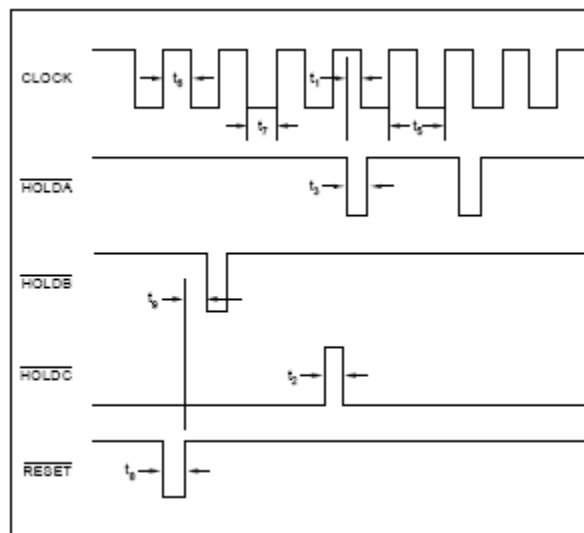 CLOCK
t6
t1
t7
t5
HOLDA
t3
HOLDB
t9
HOLDC
t2
RESET
t8